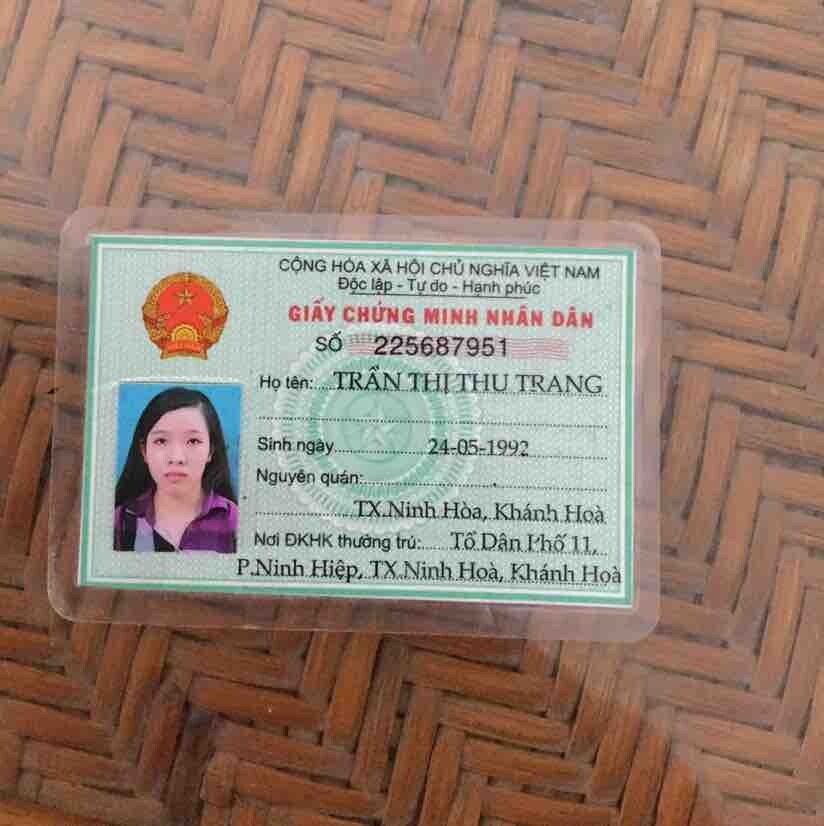 CỘNG HÒA XÃ HỘI CHỦ NGHĨA VIỆT NAM
Độc lập - Tự do - Hạnh phúc
GIẤY CHỨNG MINH NHÂN DÂN
SỐ 225687951
Họ tên: TRẦN THỊ THU TRANG
Sinh ngày 24-05-1992
Nguyên quán:
TX.Ninh Hòa, Khánh Hoà
Nơi ĐKHK thường trú: Tổ Dân Phố 11,
P.Ninh Hiệp, TX.Ninh Hoà, Khánh Hoà